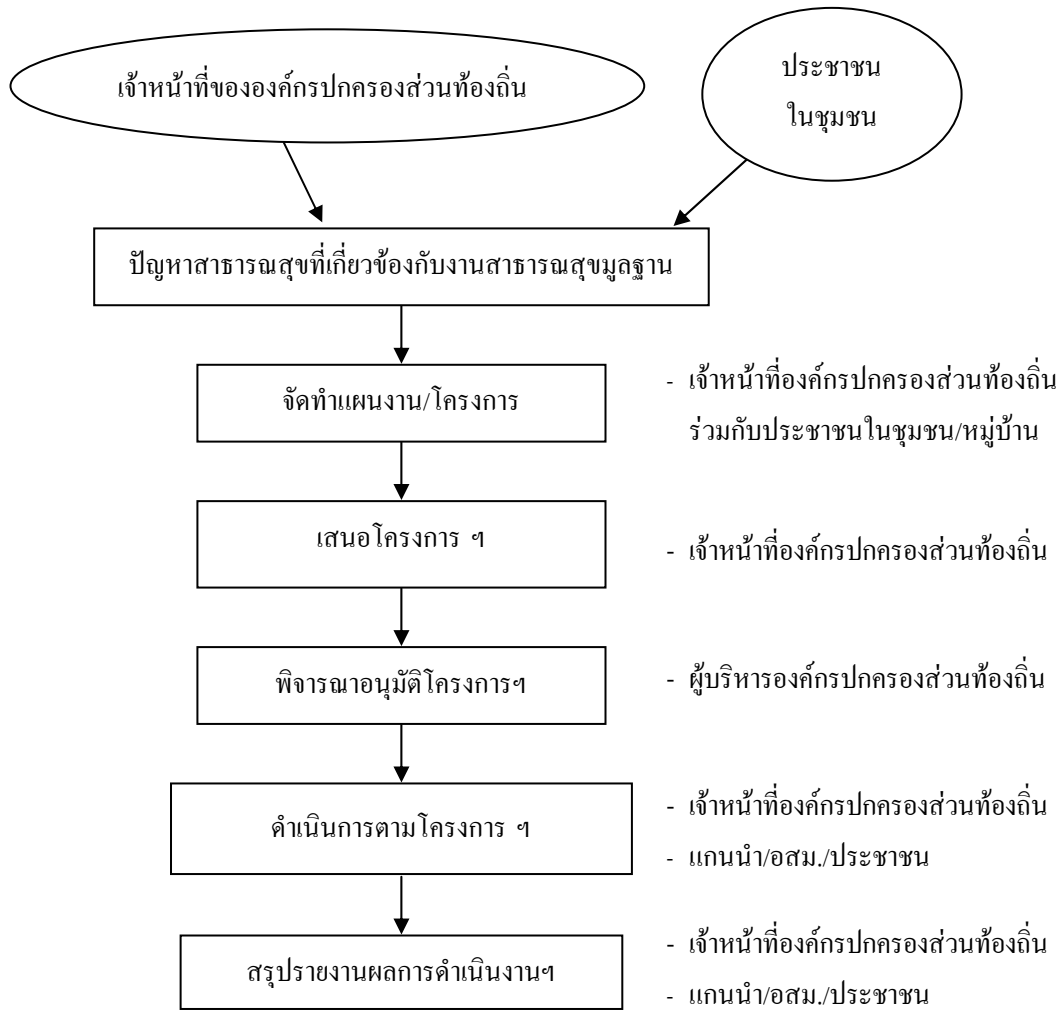 เจ้าหน้าที่ขององค์กรปกครองส่วนท้องถิ่น
ประชาชน
ในชุมชน
ปัญหาสาธารณสุขที่เกี่ยวข้องกับงานสาธารณสุขมูลฐาน
จัดทำแผนงาน/โครงการ
- เจ้าหน้าที่องค์กรปกครองส่วนท้องถิ่น
ร่วมกับประชาชนในชุมชน/หมู่บ้าน
เสนอโครงการ ฯ
- เจ้าหน้าที่องค์กรปกครองส่วนท้องถิ่น
พิจารณาอนุมัติโครงการฯ
- ผู้บริหารองค์กรปกครองส่วนท้องถิ่น
ดำเนินการตามโครงการ ฯ
- เจ้าหน้าที่องค์กรปกครองส่วนท้องถิ่น
- แกนนำ/อสม./ประชาชน
สรุปรายงานผลการดำเนินงานฯ
- เจ้าหน้าที่องค์กรปกครองส่วนท้องถิ่น
- แกนนำ/อสม./ประชาชน